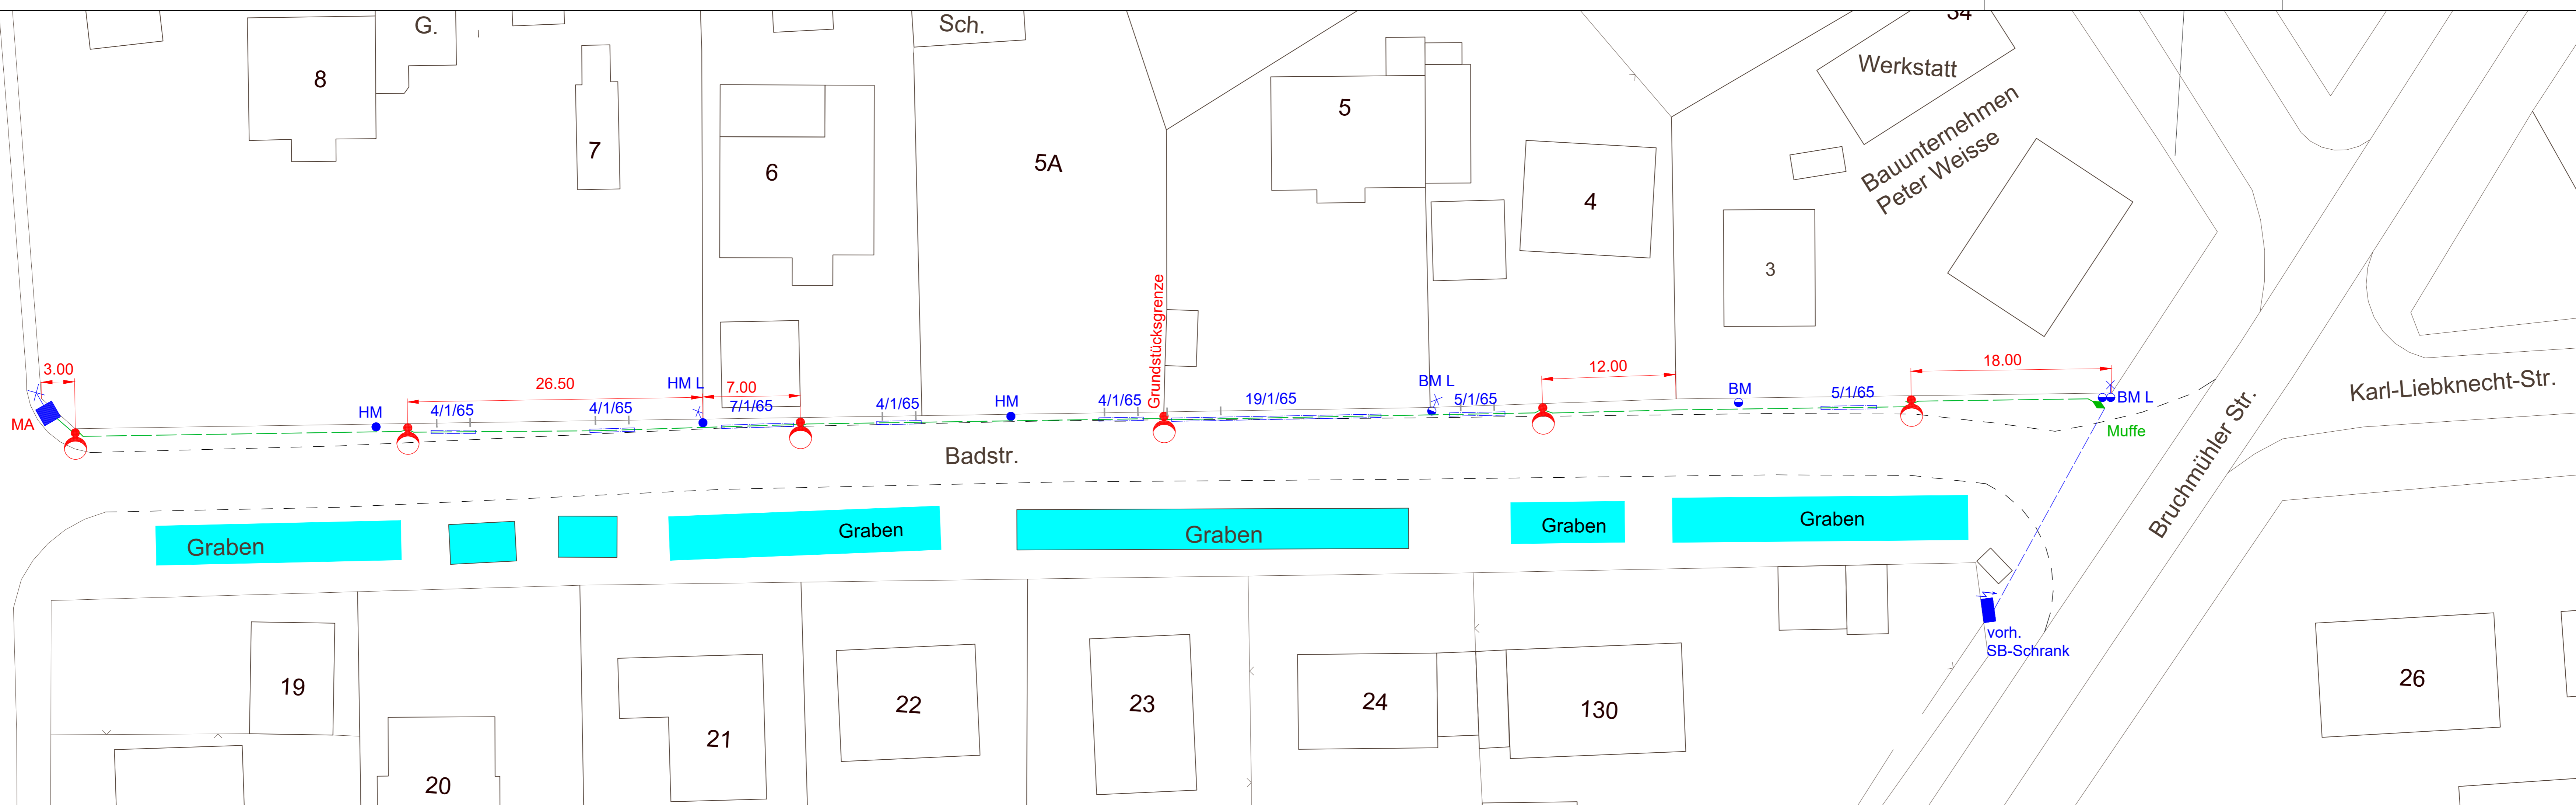 G.
Sch.
34
8
7
6
5A
5
4
3
Werkstatt
Bauunternehmen
Peter Weisse
Grundstücksgrenze
3.00
26.50
7.00
12.00
18.00
MA
HM
4/1/65
4/1/65
HM L
7/1/65
4/1/65
HM
4/1/65
19/1/65
BM L
5/1/65
BM
5/1/65
BM L
Muffe
Badstr.
Bruchmühler Str.
Karl-Liebknecht-Str.
Graben
Graben
Graben
Graben
Graben
vorh.
SB-Schrank
19
20
21
22
23
24
130
26